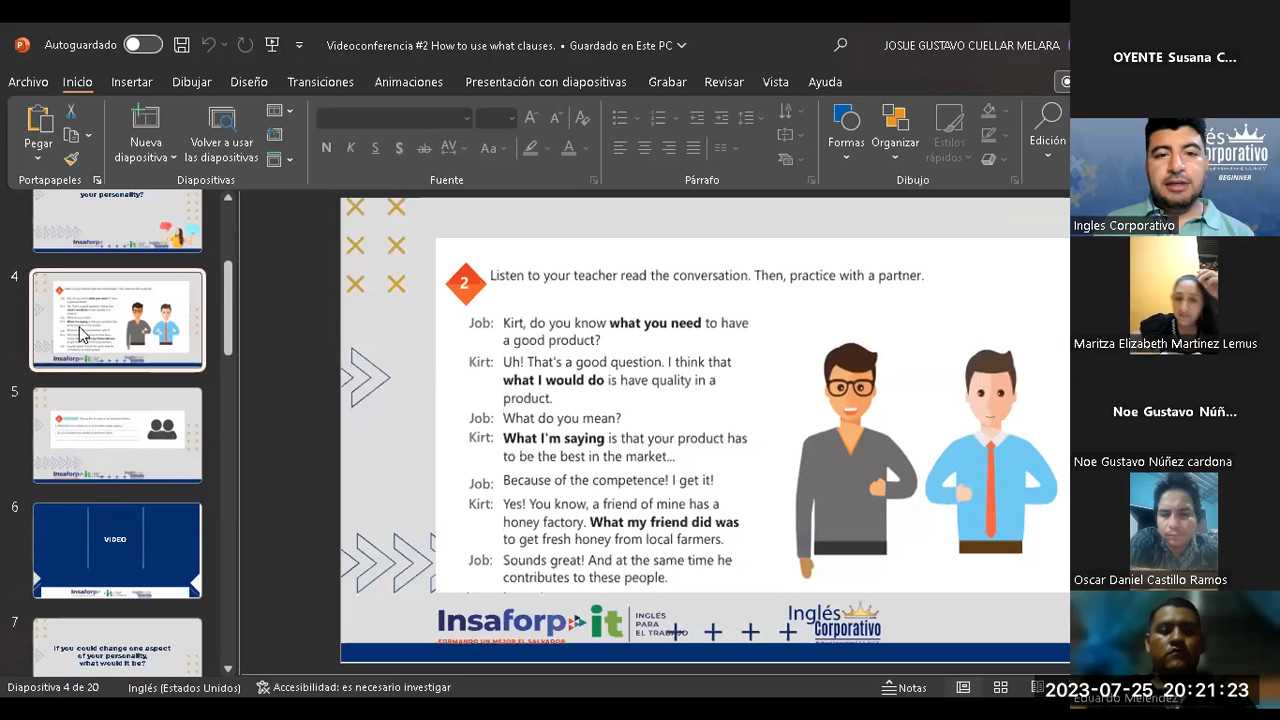 Autoguardado
Videoconferencia #2 How to use what clauses. • Guardado en Este PC
JOSUE GUSTAVO CUELLAR MELARA
Archivo Inicio Insertar Dibujar Diseño Transiciones Animaciones Presentación con diapositivas Grabar Revisar Vista Ayuda
Pegar
Nueva diapositiva
Volver a usar las diapositivas
Formas
Organizar
Estilos rápidos
Edición
Portapapeles
Diapositivas
Fuente
Párrafo
Dibujo
your personality?
4
5
6
VIDEO
7
If you could change one aspect
of your personality,
what would it be?
2
Listen to your teacher read the conversation. Then, practice with a partner.
Job: Kirt, do you know what you need to have
a good product?
Kirt: Uh! That's a good question. I think that
what I would do is have quality in a
product.
Job: What do you mean?
Kirt: What I'm saying is that your product has
to be the best in the market...
Job: Because of the competence! I get it!
Kirt: Yes! You know, a friend of mine has a
honey factory. What my friend did was
to get fresh honey from local farmers.
Job: Sounds great! And at the same time he
contributes to these people.
Insaforp it
FORMANDO UN MEJOR EL SALVADOR
INGLÉS
PARA
EL TRABAJO
Inglés
Corporativo
Diapositiva 4 de 20
Inglés (Estados Unidos)
Accesibilidad: es necesario investigar
Notas
OYENTE Susana C...
BEGINNER
Ingles Corporativo
Maritza Elizabeth Martinez Lemus
Noe Gustavo Núñ...
Noe Gustavo Núñez cardona
Oscar Daniel Castillo Ramos
Eduardo Meléndez
2023-07-25 20:21:23